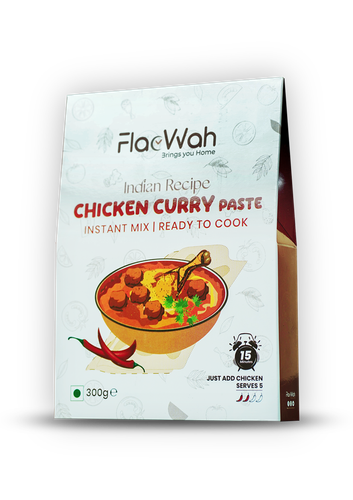 FlavWah
Brings you Home
Indian Recipe
CHICKEN CURRY PASTE
INSTANT MIX | READY TO COOK
15
MINUTES
JUST ADD CHICKEN
SERVES 5
300g℮